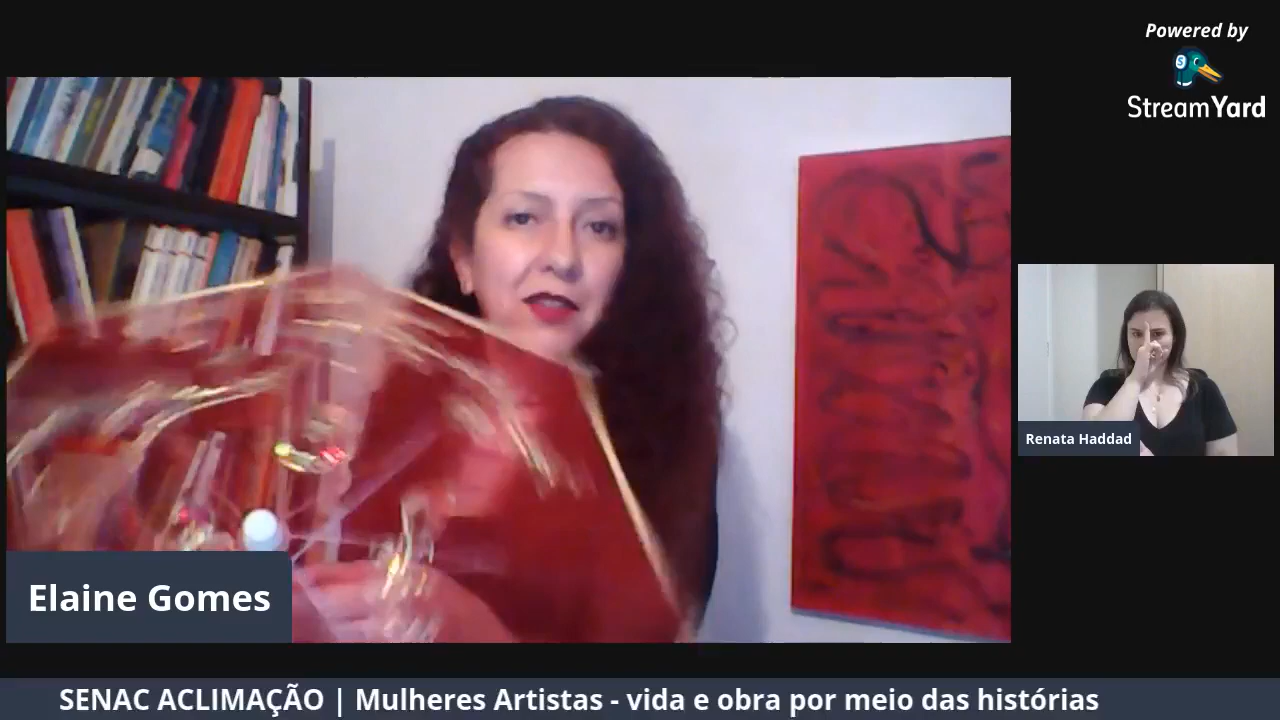 Powered by
StreamYard
Renata Haddad
Elaine Gomes
SENAC ACLIMAÇÃO | Mulheres Artistas - vida e obra por meio das histórias